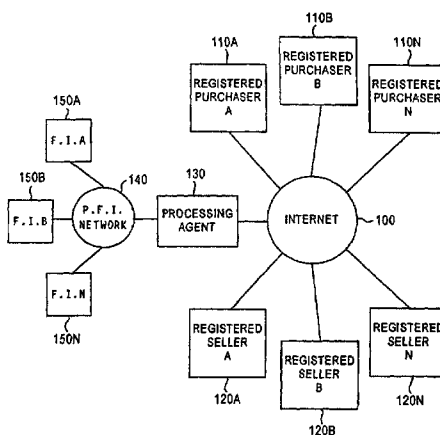 110A
110B
110N
REGISTERED
PURCHASER
A
REGISTERED
PURCHASER
B
REGISTERED
PURCHASER
N
150A
F.I.A
150B
F.I.B
140
P.F.I.
NETWORK
130
PROCESSING
AGENT
INTERNET
100
F.I.N
150N
REGISTERED
SELLER
A
120A
REGISTERED
SELLER
B
120B
REGISTERED
SELLER
N
120N